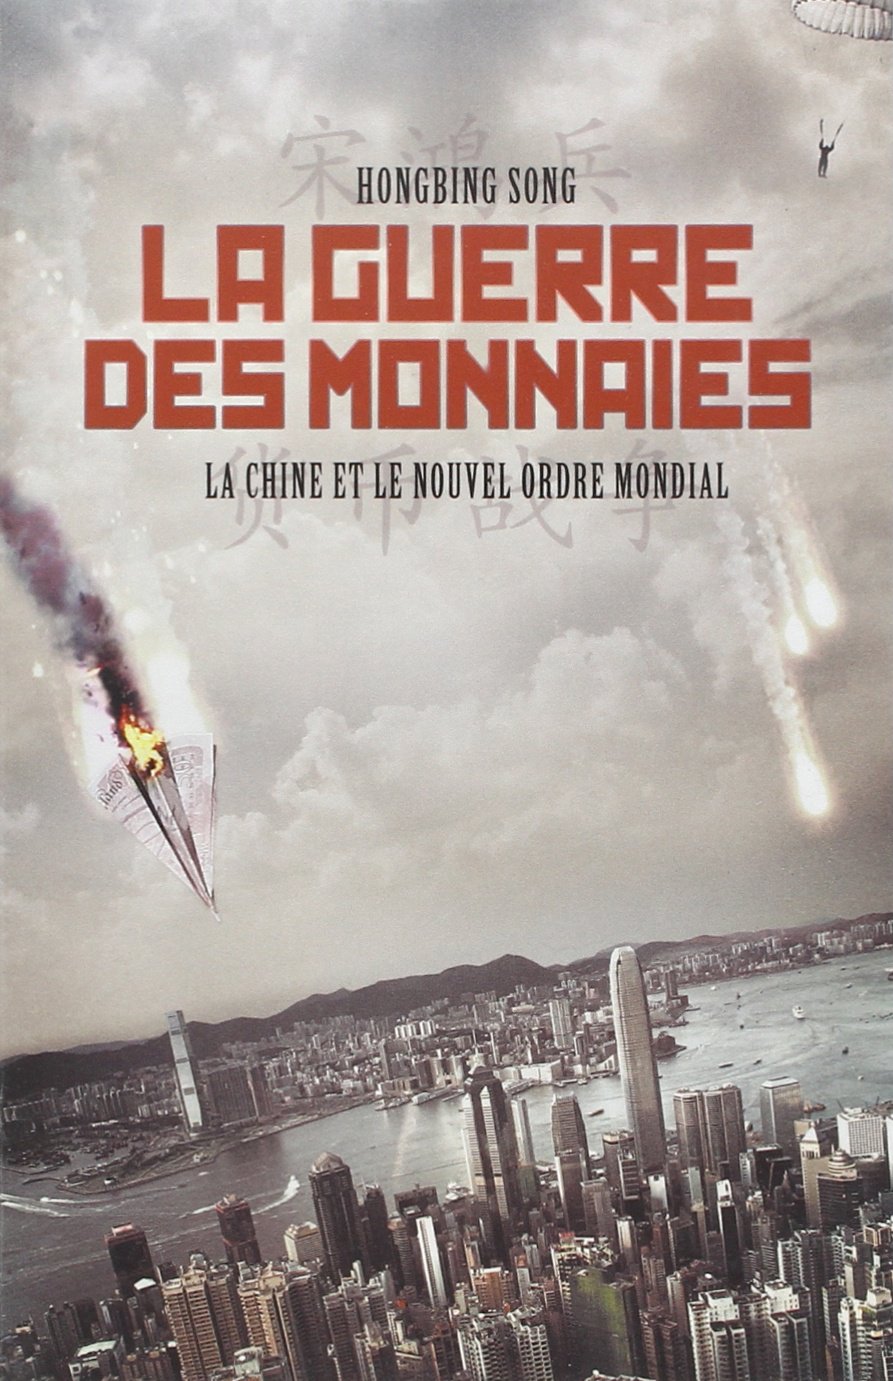 宋鸿兵
HONGBING SONG
LA GUERRE
DES MONNAIES
货币战争
LA CHINE ET LE NOUVEL ORDRE MONDIAL